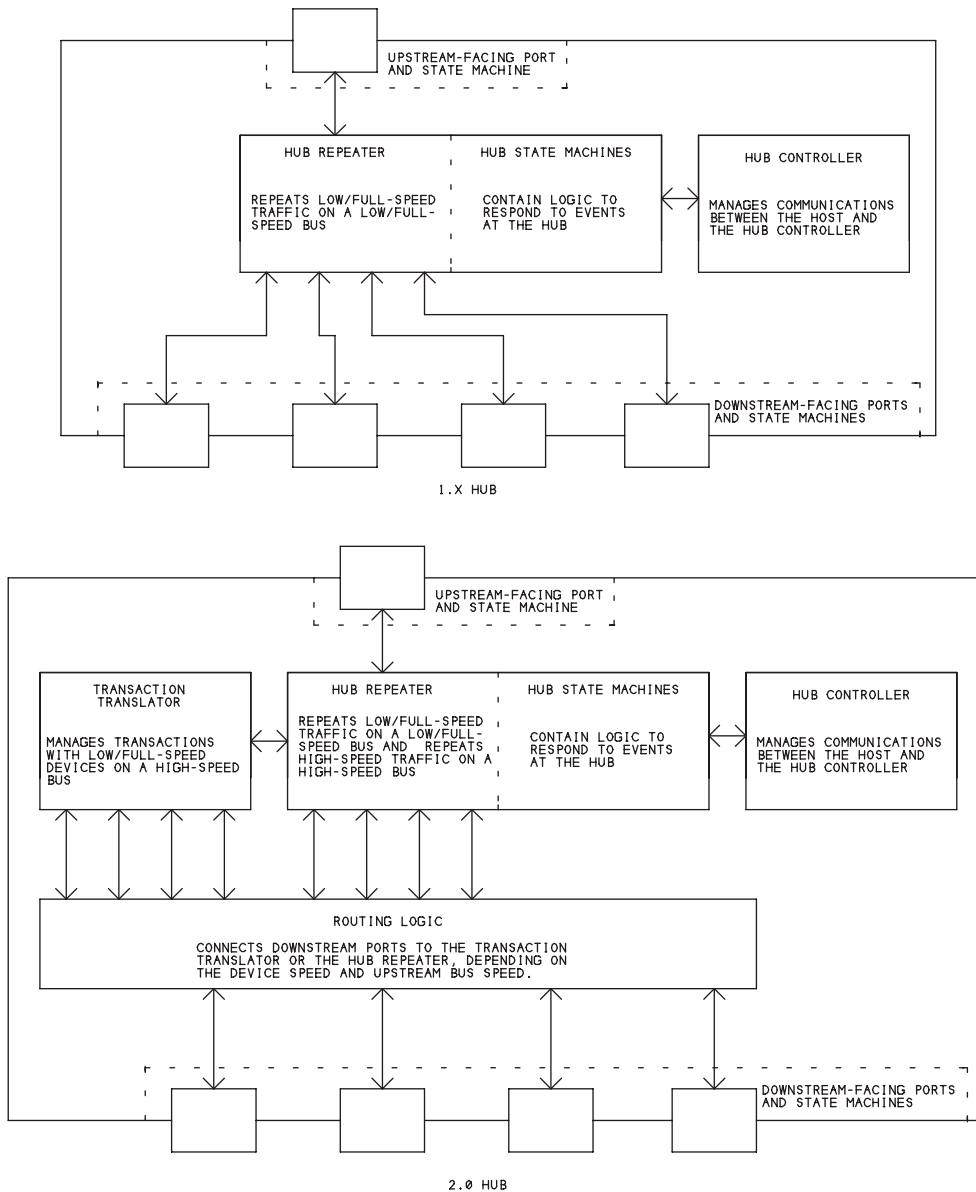 UPSTREAM-FACING PORT
AND STATE MACHINE
HUB REPEATER
REPEATS LOW/FULL-SPEED
TRAFFIC ON A LOW/FULL-
SPEED BUS
HUB STATE MACHINES
CONTAIN LOGIC TO
RESPOND TO EVENTS
AT THE HUB
HUB CONTROLLER
MANAGES COMMUNICATIONS
BETWEEN THE HOST AND
THE HUB CONTROLLER
DOWNSTREAM-FACING PORTS
AND STATE MACHINES
1.X HUB
UPSTREAM-FACING PORT
AND STATE MACHINE
TRANSACTION
TRANSLATOR
MANAGES TRANSACTIONS
WITH LOW/FULL-SPEED
DEVICES ON A HIGH-SPEED
BUS
HUB REPEATER
REPEATS LOW/FULL-SPEED
TRAFFIC ON A LOW/FULL-
SPEED BUS AND REPEATS
HIGH-SPEED TRAFFIC ON A
HIGH-SPEED BUS
HUB STATE MACHINES
CONTAIN LOGIC TO
RESPOND TO EVENTS
AT THE HUB
HUB CONTROLLER
MANAGES COMMUNICATIONS
BETWEEN THE HOST AND
THE HUB CONTROLLER
ROUTING LOGIC
CONNECTS DOWNSTREAM PORTS TO THE TRANSACTION
TRANSLATOR OR THE HUB REPEATER, DEPENDING ON
THE DEVICE SPEED AND UPSTREAM BUS SPEED.
DOWNSTREAM-FACING PORTS
AND STATE MACHINES
2.0 HUB